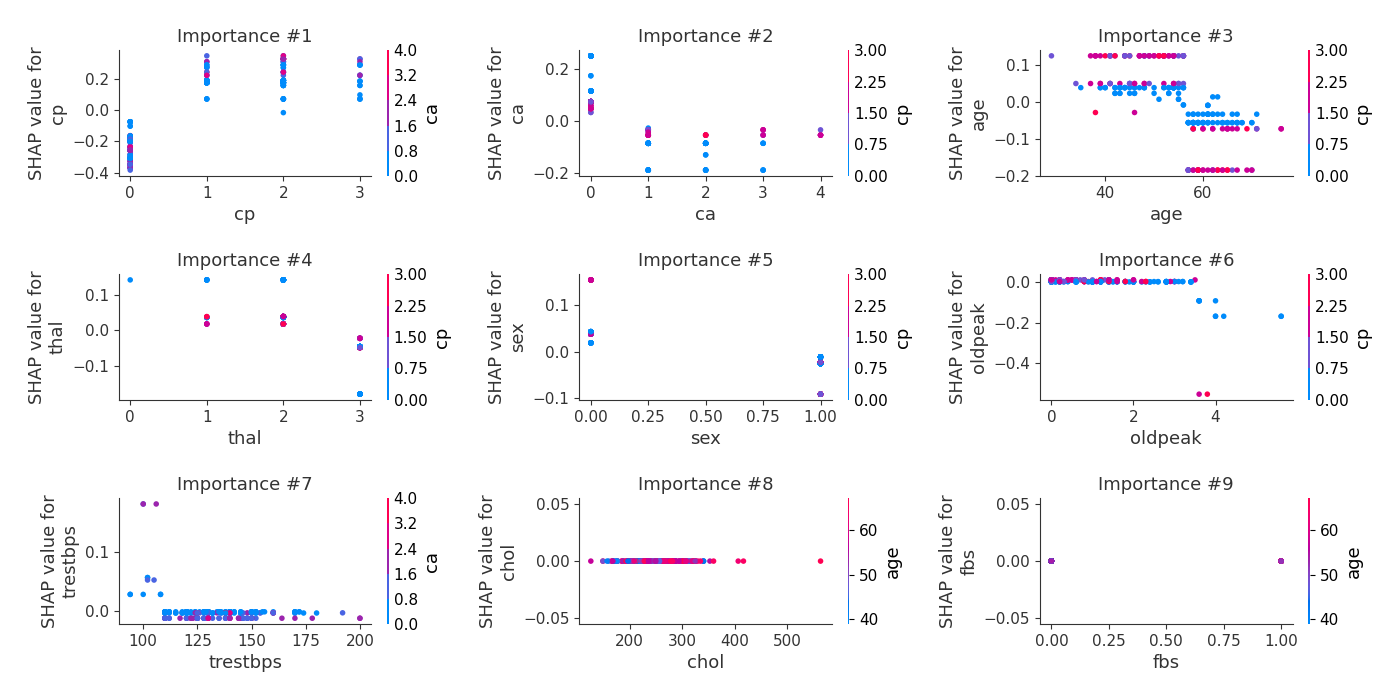 Importance #1
SHAP value for
cp
0.2
0.0
−0.2
−0.4
0
1
2
3
cp
4.0
3.2
2.4
1.6
0.8
0.0
ca
Importance #2
SHAP value for
ca
0.2
0.0
−0.2
0
1
2
3
4
ca
3.00
2.25
1.50
0.75
0.00
cp
Importance #3
SHAP value for
age
0.1
0.0
−0.1
−0.2
40
60
age
3.00
2.25
1.50
0.75
0.00
cp
Importance #4
SHAP value for
thal
0.1
0.0
−0.1
0
1
2
3
thal
3.00
2.25
1.50
0.75
0.00
cp
Importance #5
SHAP value for
sex
0.1
0.0
−0.1
0.00
0.25
0.50
0.75
1.00
sex
3.00
2.25
1.50
0.75
0.00
cp
Importance #6
SHAP value for
oldpeak
0.0
−0.2
−0.4
0
2
4
oldpeak
3.00
2.25
1.50
0.75
0.00
cp
Importance #7
SHAP value for
trestbps
0.1
0.0
100
125
150
175
200
trestbps
4.0
3.2
2.4
1.6
0.8
0.0
ca
Importance #8
SHAP value for
chol
0.05
0.00
−0.05
200
300
400
500
chol
60
50
40
age
Importance #9
SHAP value for
fbs
0.05
0.00
−0.05
0.00
0.25
0.50
0.75
1.00
fbs
60
50
40
age